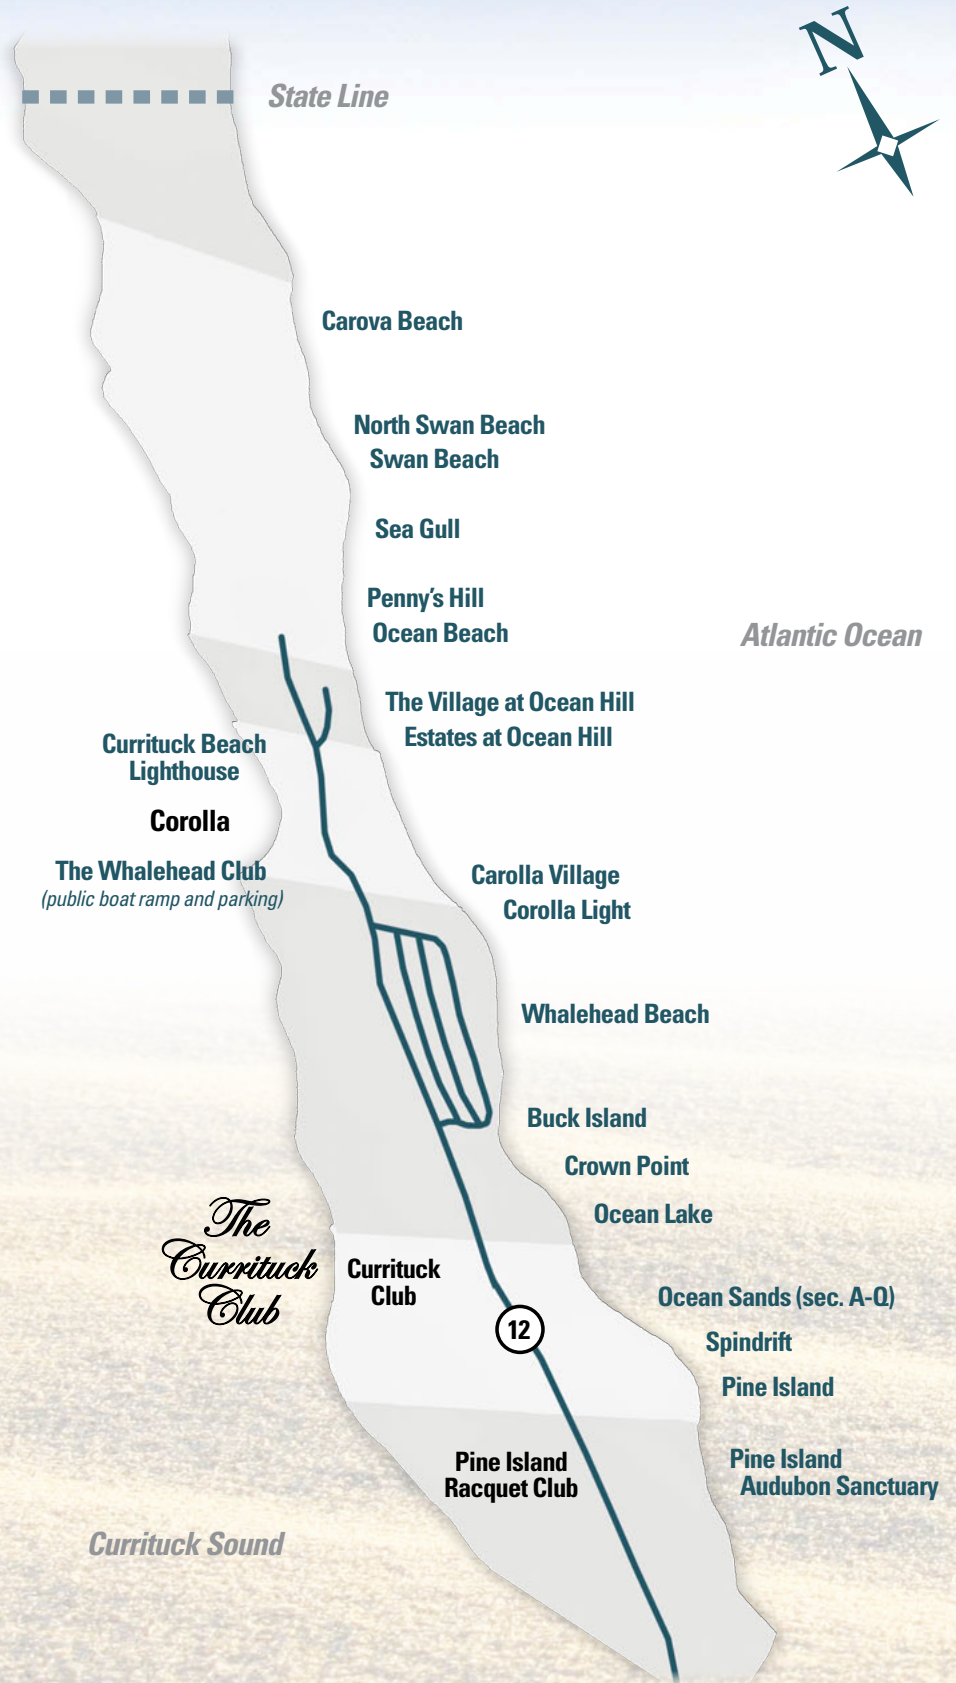 N
State Line
Carova Beach
North Swan Beach
Swan Beach
Sea Gull
Penny's Hill
Ocean Beach
Atlantic Ocean
The Village at Ocean Hill
Estates at Ocean Hill
Currituck Beach
Lighthouse
Corolla
The Whalehead Club
(public boat ramp and parking)
Carolla Village
Corolla Light
Whalehead Beach
Buck Island
Crown Point
Ocean Lake
The
Currituck
Club
Currituck
Club
Ocean Sands (sec. A-Q)
12
Spindrift
Pine Island
Pine Island
Racquet Club
Pine Island
Audubon Sanctuary
Currituck Sound